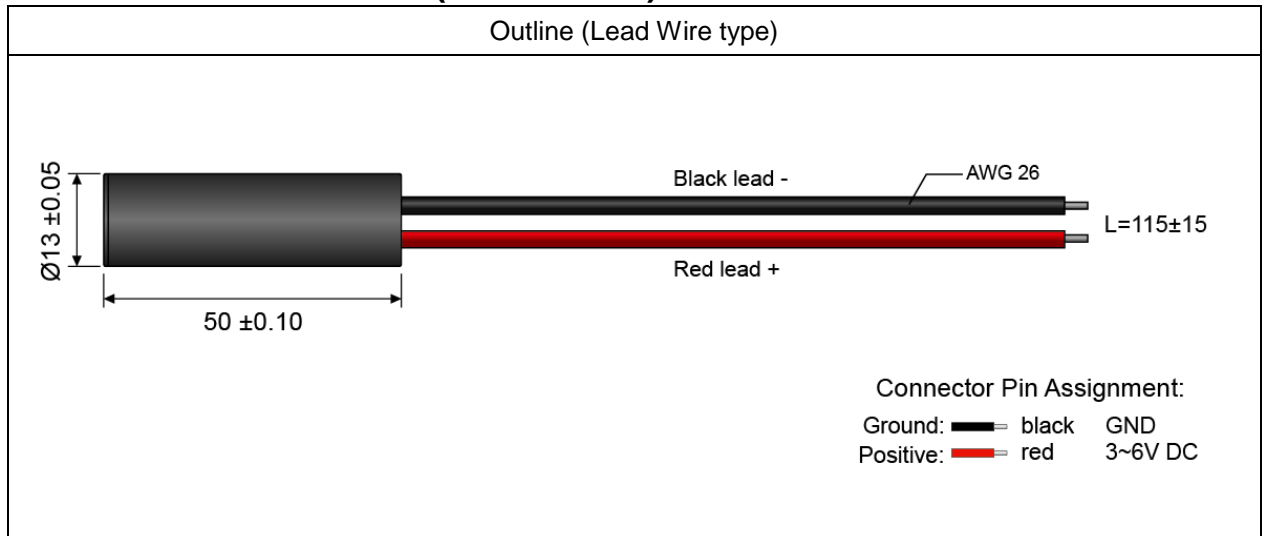 Outline (Lead Wire type)
Ø13 ±0.05
Black lead -
AWG 26
L=115±15
Red lead +
50 ±0.10
Connector Pin Assignment:
Ground: black GND
Positive: red 3~6V DC